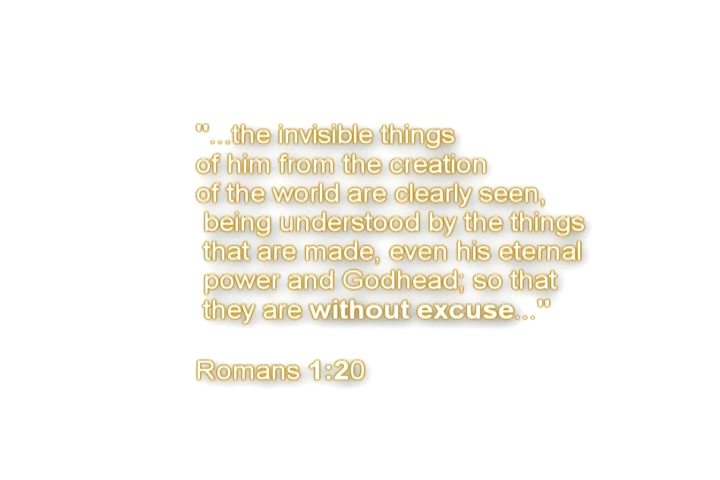 "...the invisible things
of him from the creation
of the world are clearly seen,
being understood by the things
that are made, even his eternal
power and Godhead; so that
they are without excuse..."
Romans 1:20